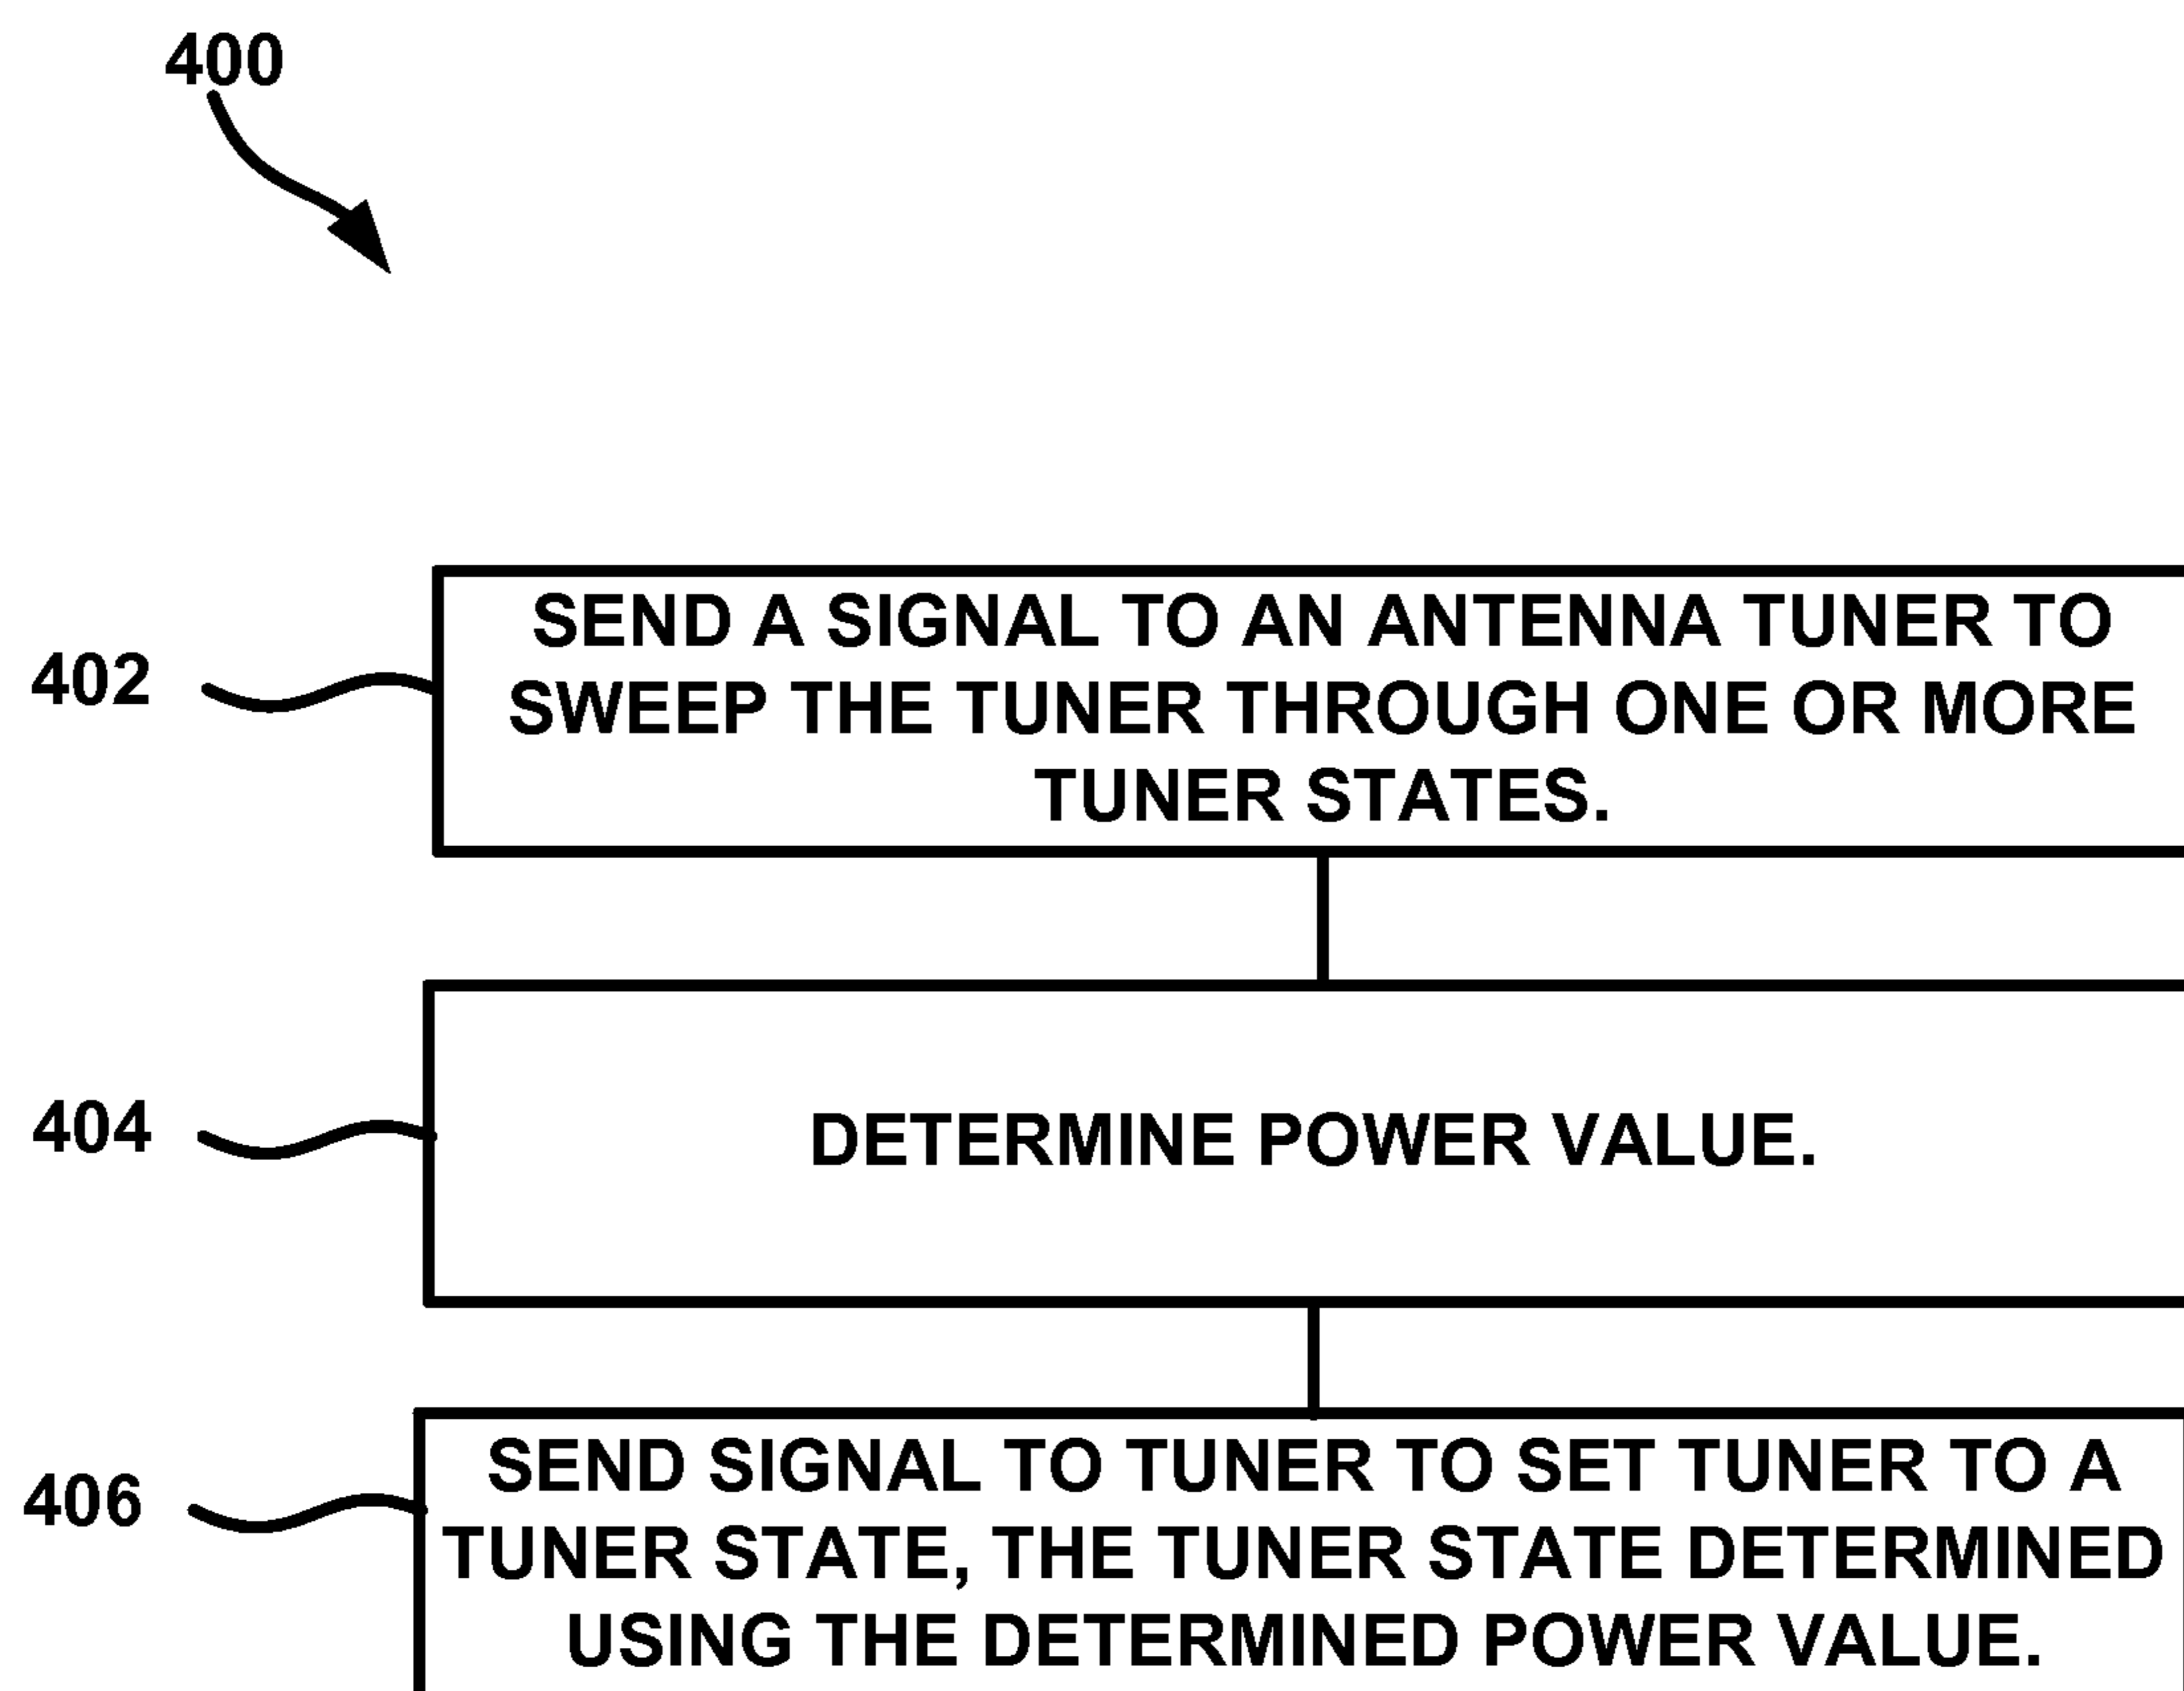 400
402
SEND A SIGNAL TO AN ANTENNA TUNER TO
SWEEP THE TUNER THROUGH ONE OR MORE
TUNER STATES.
404
DETERMINE POWER VALUE.
406
SEND SIGNAL TO TUNER TO SET TUNER TO A
TUNER STATE, THE TUNER STATE DETERMINED
USING THE DETERMINED POWER VALUE.